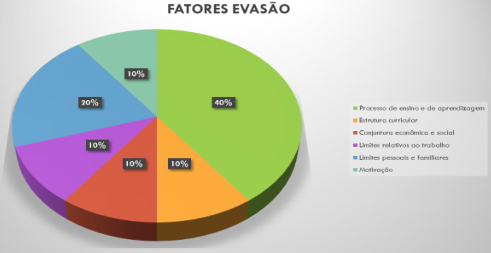 FATORES EVASÃO
10%
40%
20%
10%
10%
10%
Processo de ensino e de aprendizagem
Estrutura curricular
Conjuntura econômica e social
Limites relativos ao trabalho
Limites pessoais e familiares
Motivação